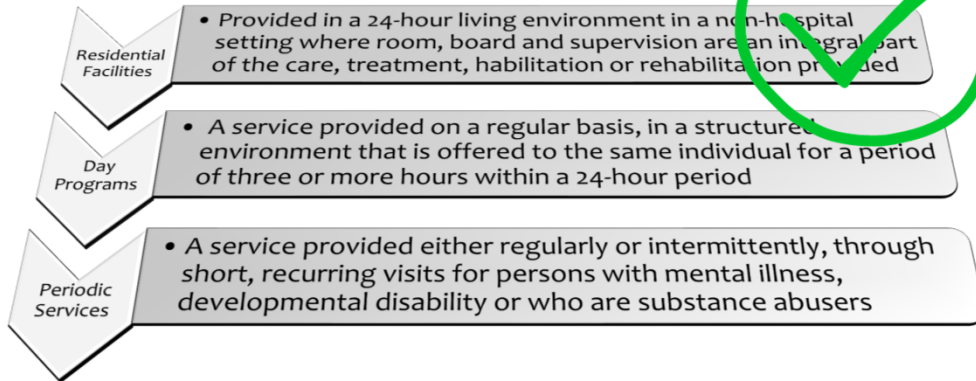 Residential
Facilities
• Provided in a 24-hour living environment in a non-hospital
setting where room, board and supervision are an integral part
of the care, treatment, habilitation or rehabilitation provided
Day
Programs
• A service provided on a regular basis, in a structured
environment that is offered to the same individual for a period
of three or more hours within a 24-hour period
Periodic
Services
• A service provided either regularly or intermittently, through
short, recurring visits for persons with mental illness,
developmental disability or who are substance abusers